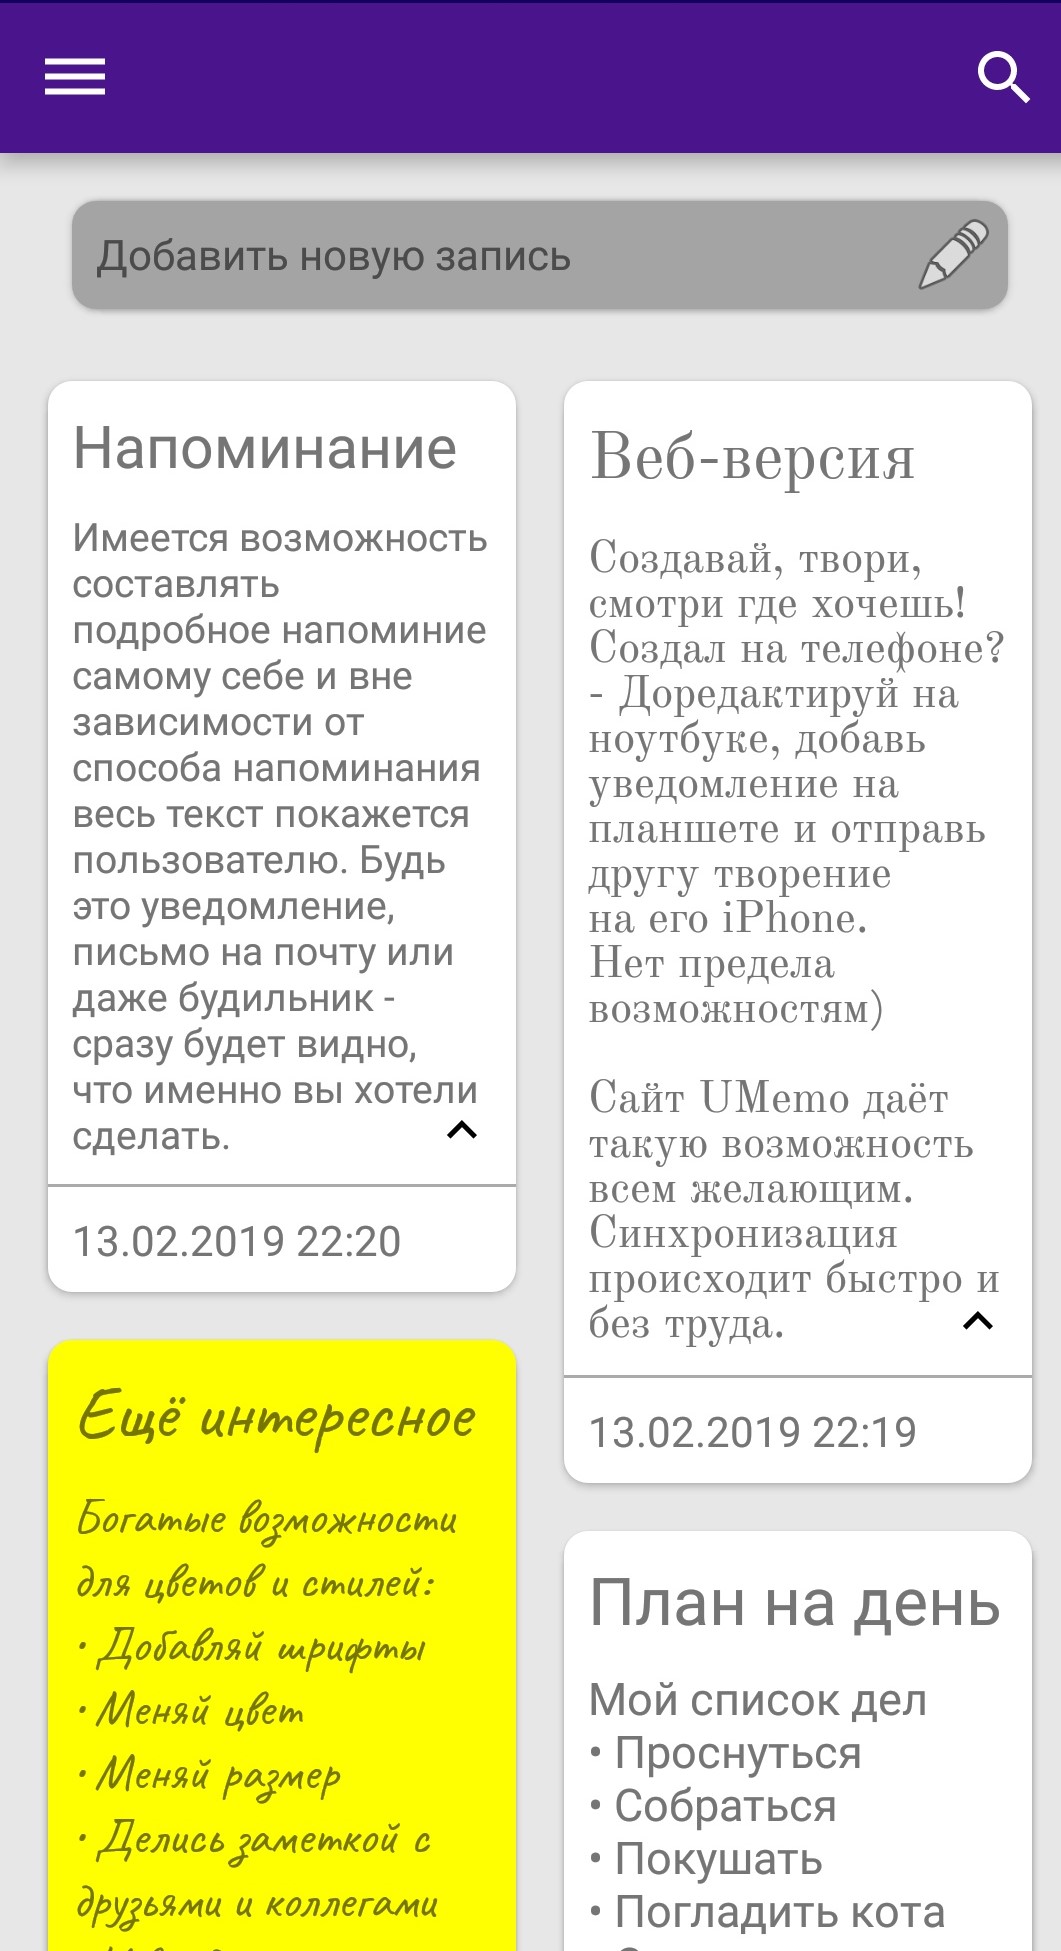 Добавить новую запись
Напоминание
Имеется возможность
составлять
подробное напоминие
самому себе и вне
зависимости от
способа напоминания
весь текст покажется
пользователю. Будь
это уведомление,
письмо на почту или
даже будильник -
сразу будет видно,
что именно вы хотели
сделать.
13.02.2019 22:20
Ещё интересное
Богатые возможности
для цветов и стилей:
• Добавляй шрифты
• Меняй цвет
• Меняй размер
• Делись заметкой с
друзьями и коллегами
Веб-версия
Создавай, твори,
смотри где хочешь!
Создал на телефоне?
- Доредактируй на
ноутбуке, добавь
уведомление на
планшете и отправь
другу творение
на его iPhone.
Нет предела
возможностям)
Сайт UMemo даёт
такую возможность
всем желающим.
Синхронизация
происходит быстро и
без труда.
13.02.2019 22:19
План на день
Мой список дел
• Проснуться
• Собраться
• Покушать
• Погладить кота